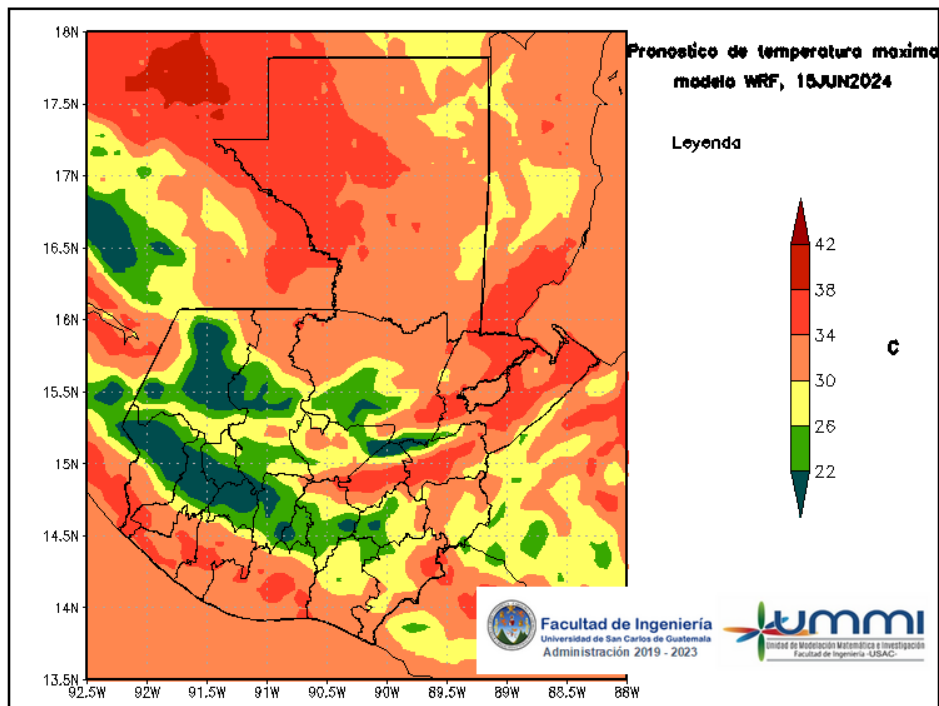 Pronostico de temperatura maxima
modelo WRF, 15JUN2024
Leyenda
42
38
34
30
26
22
C
18N
17.5N
17N
16.5N
16N
15.5N
15N
14.5N
14N
13.5N
92.5W 92W 91.5W 91W 90.5W 90W 89.5W 89W 88.5W 88W
Facultad de Ingeniería
Universidad de San Carlos de Guatemala
Administración 2019 - 2023
ummi
Unidad de Modelación Matemática e Investigación
Facultad de Ingeniería -USAC-